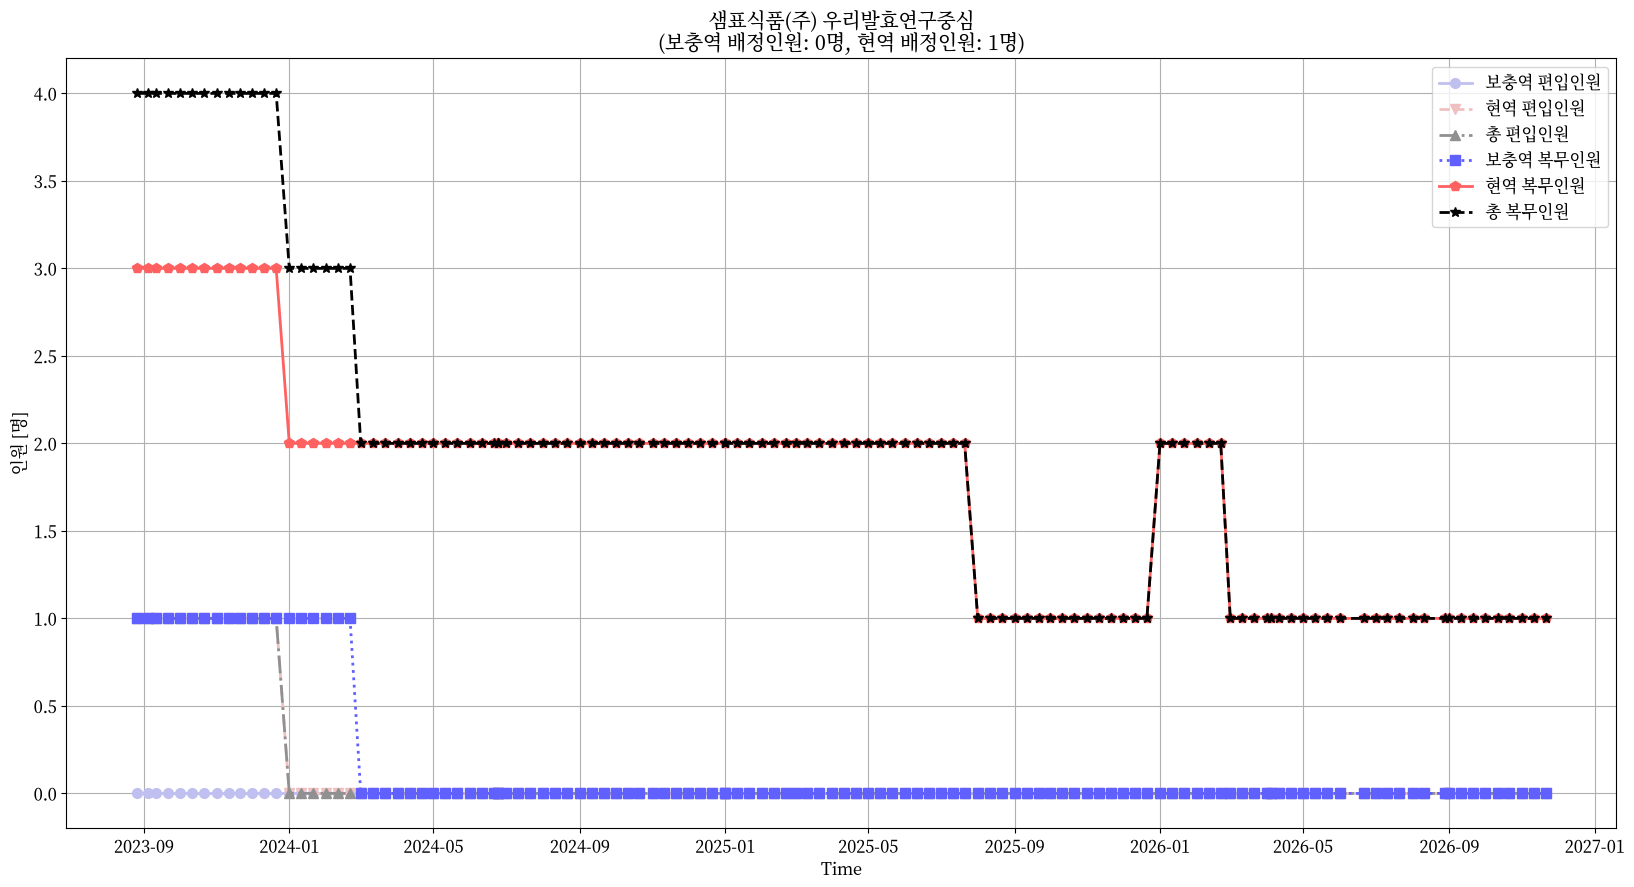 샘표식품(주) 우리발효연구중심
(보충역 배정인원: 0명, 현역 배정인원: 1명)
보충역 편입인원
현역 편입인원
총 편입인원
보충역 복무인원
현역 복무인원
총 복무인원
인원 [명]
4.0
3.5
3.0
2.5
2.0
1.5
1.0
0.5
0.0
2023-09
2024-01
2024-05
2024-09
2025-01
2025-05
2025-09
2026-01
2026-05
2026-09
2027-01
Time